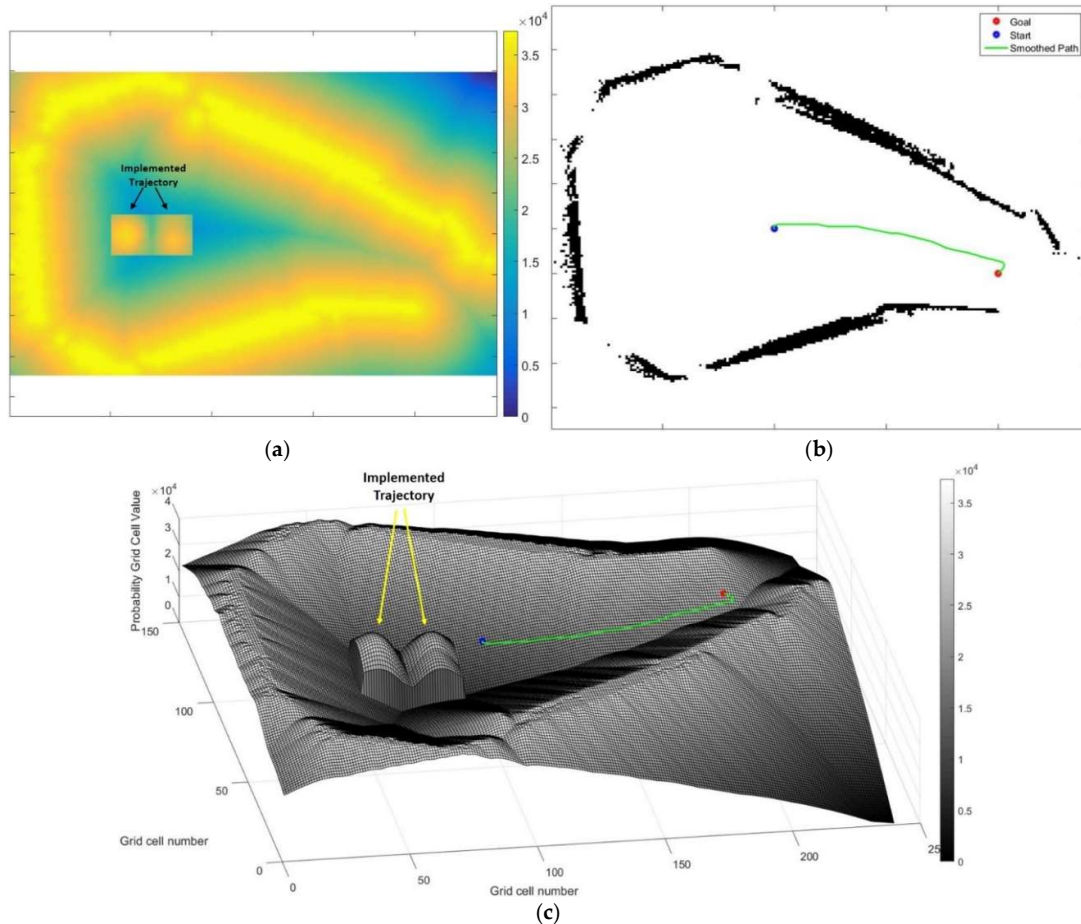 ×10⁴
3.5
3
2.5
2
1.5
1
0.5
0
Implemented
Trajectory
(a)
Goal
Start
Smoothed Path
(b)
Implemented
Trajectory
×10⁴
4
3
2
1
0
Probability Grid Cell Value
150
100
50
0
Grid cell number
0
50
100
150
200
25
Grid cell number
×10⁴
3.5
3
2.5
2
1.5
1
0.5
0
(c)